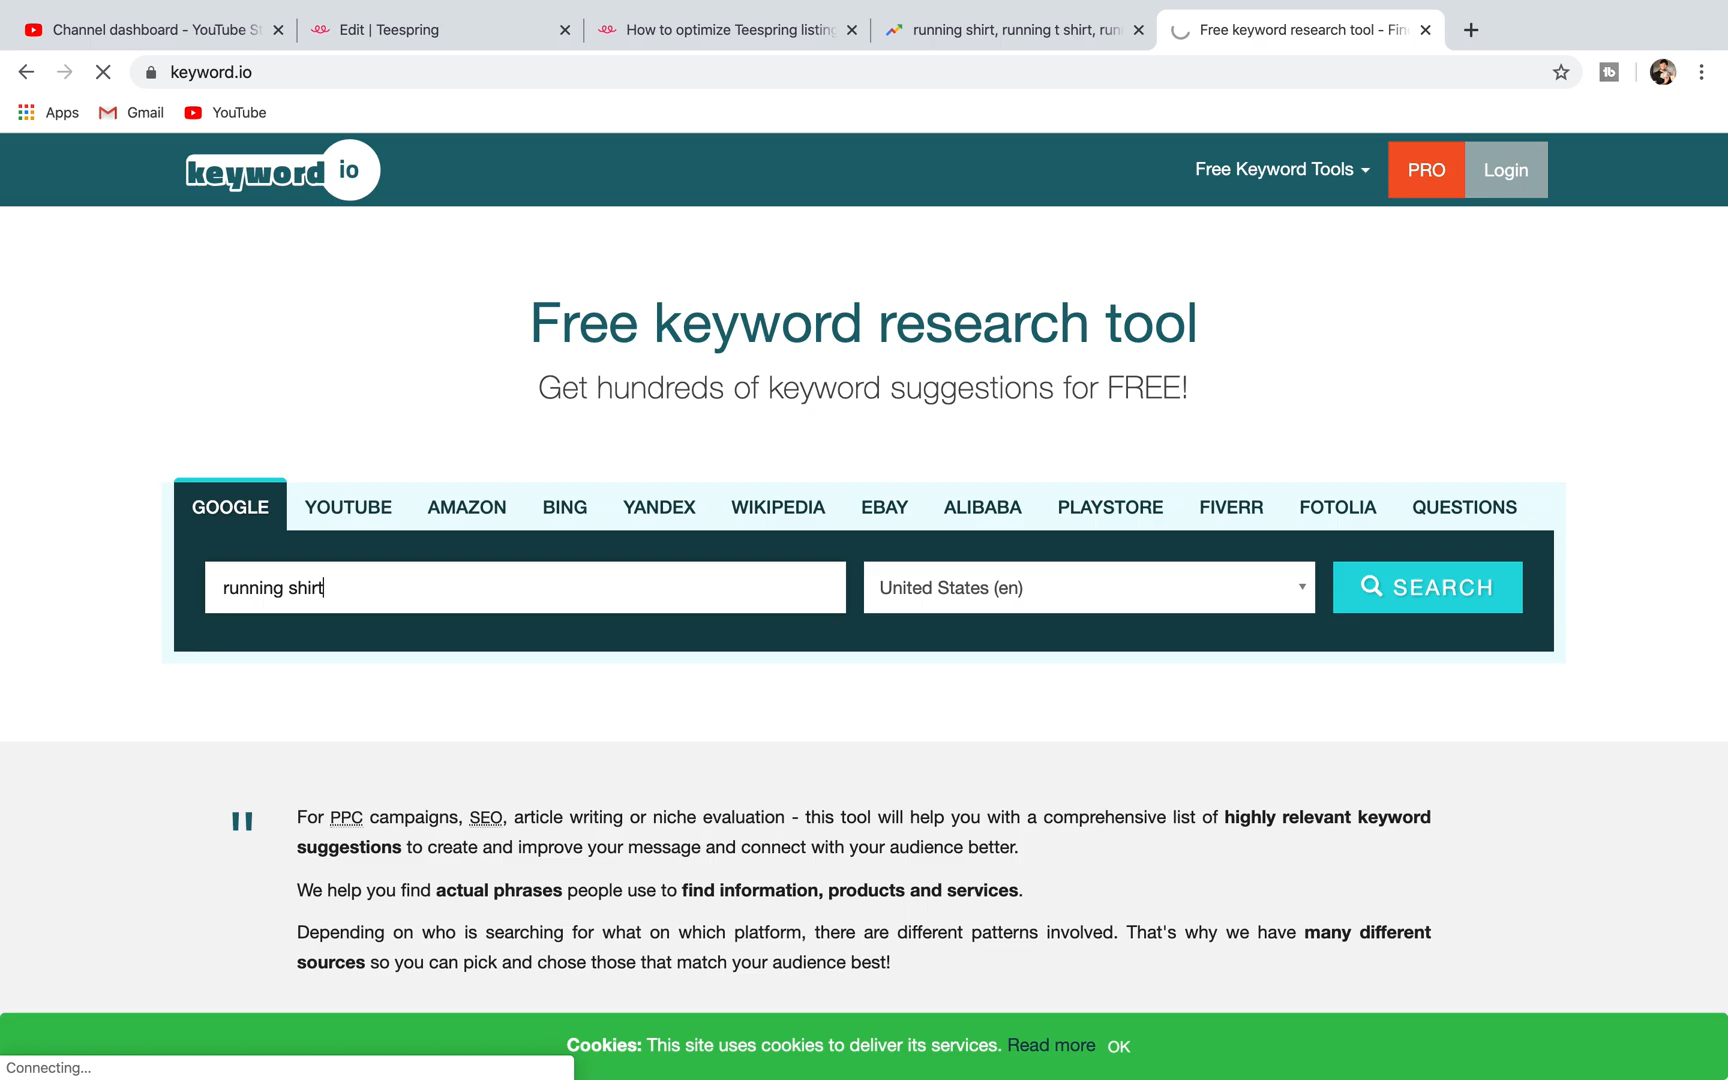 Channel dashboard - YouTube St
Edit | Teespring
How to optimize Teespring listing
running shirt, running t shirt, run
Free keyword research tool - Fin
keyword.io
Apps
Gmail
YouTube
keyword io
Free Keyword Tools
PRO
Login
Free keyword research tool
Get hundreds of keyword suggestions for FREE!
GOOGLE
YOUTUBE
AMAZON
BING
YANDEX
WIKIPEDIA
EBAY
ALIBABA
PLAYSTORE
FIVERR
FOTOLIA
QUESTIONS
running shirt
United States (en)
SEARCH
"
For PPC campaigns, SEO, article writing or niche evaluation - this tool will help you with a comprehensive list of highly relevant keyword
suggestions to create and improve your message and connect with your audience better.
We help you find actual phrases people use to find information, products and services.
Depending on who is searching for what on which platform, there are different patterns involved. That's why we have many different
sources so you can pick and chose those that match your audience best!
Cookies: This site uses cookies to deliver its services. Read more OK
Connecting...